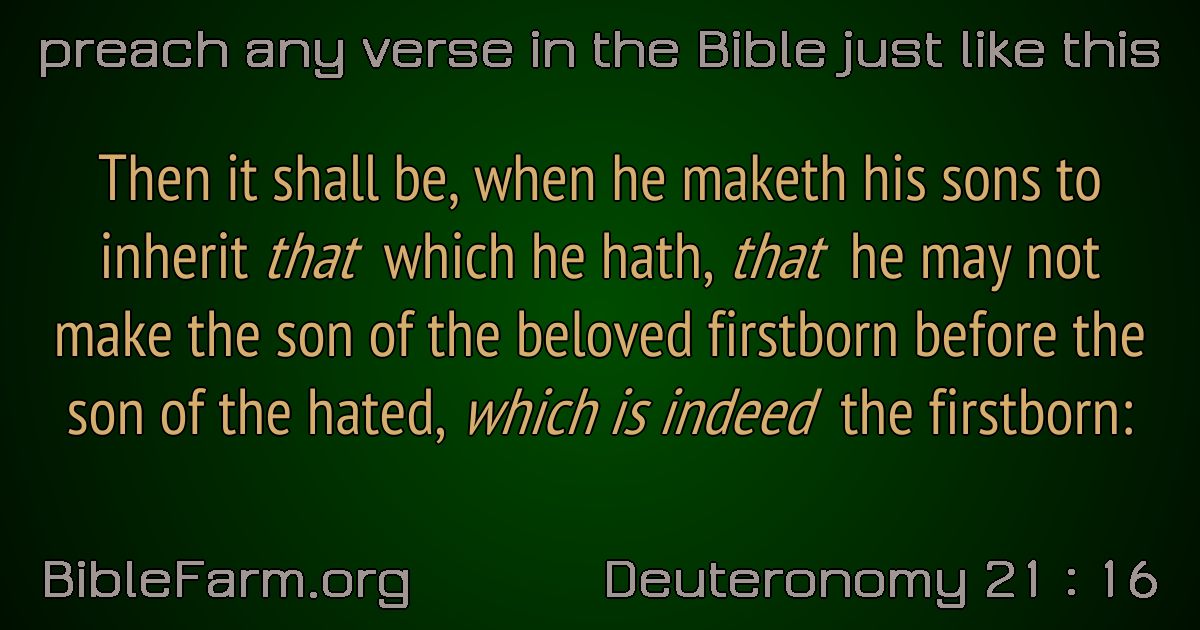 preach any verse in the Bible just like this
Then it shall be, when he maketh his sons to
inherit that which he hath, that he may not
make the son of the beloved firstborn before the
son of the hated, which is indeed the firstborn:
BibleFarm.org
Deuteronomy 21 : 16